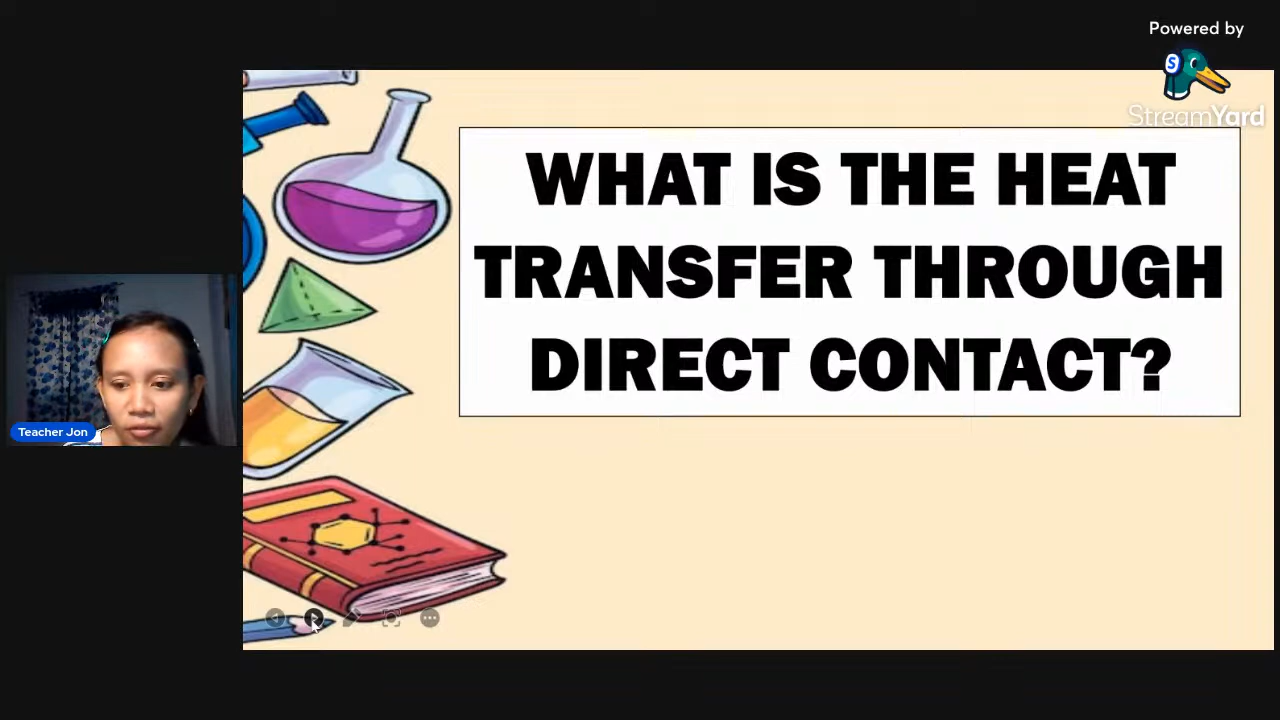 Powered by
S
StreamYard
WHAT IS THE HEAT
TRANSFER THROUGH
DIRECT CONTACT?
Teacher Jon